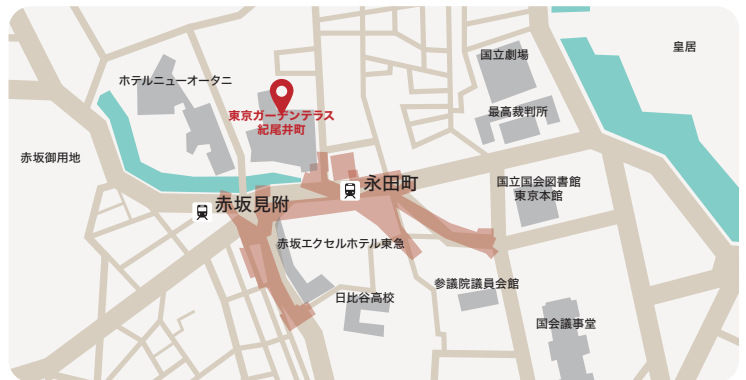 皇居
国立劇場
ホテルニューオータニ
最高裁判所
東京ガーデンテラス
紀尾井町
赤坂御用地
永田町
国立国会図書館
東京本館
赤坂見附
赤坂エクセルホテル東急
参議院議員会館
日比谷高校
国会議事堂